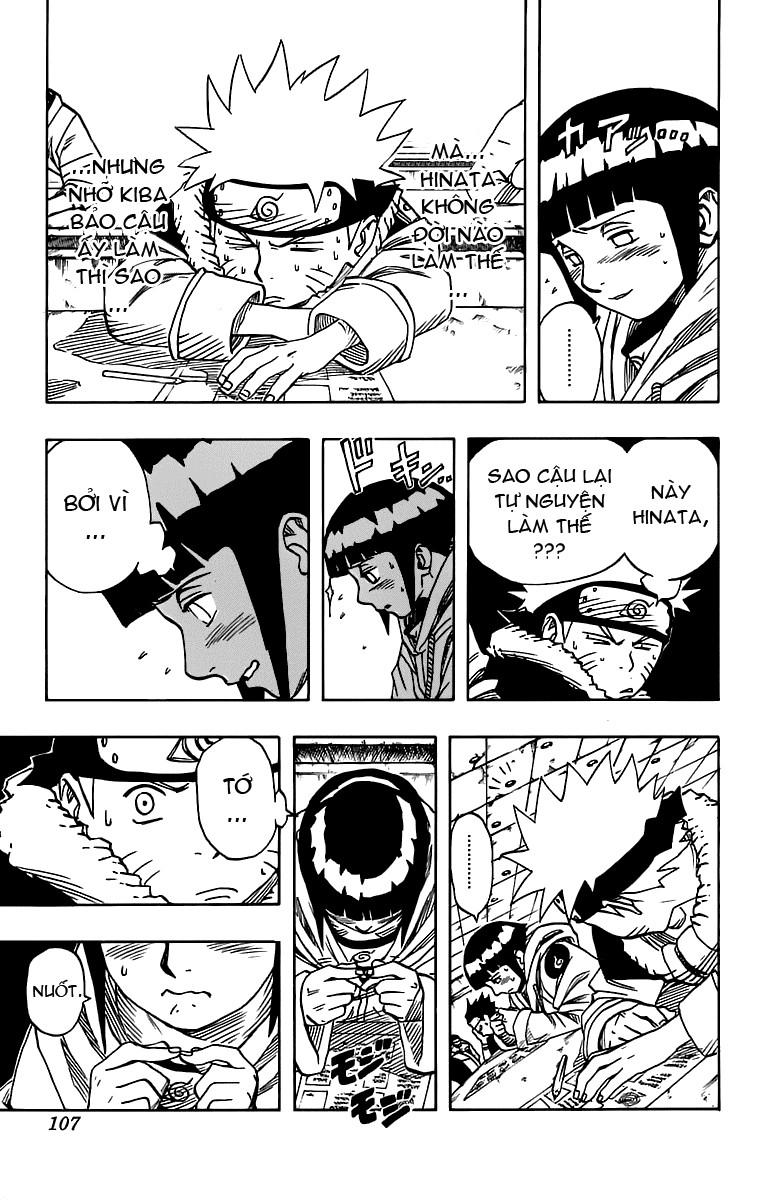 カァッ…
.........
MÀ...
HINATA
KHÔNG
ĐỜI NÀO
LÀM THẾ
...
...NHƯNG
NHỠ KIBA
BẢO CẬU
ẤY LÀM
THÌ SAO
...
NÀY
HINATA,
SAO CẬU LẠI
TỰ NGUYỆN
LÀM THẾ
???
ドキン…
BỞI VÌ
...
.........
モジ
モジ
TỚ
...
NUỐT.
107